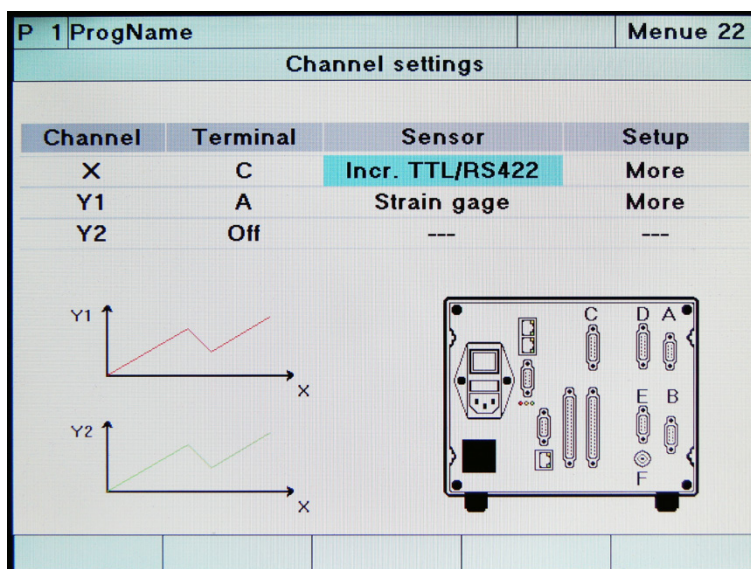 P 1 ProgName Menue 22
Channel settings
Channel Terminal Sensor Setup
X C Incr. TTL/RS422 More
Y1 A Strain gage More
Y2 Off --- ---
Y1
X
Y2
X
C D A
E B
F